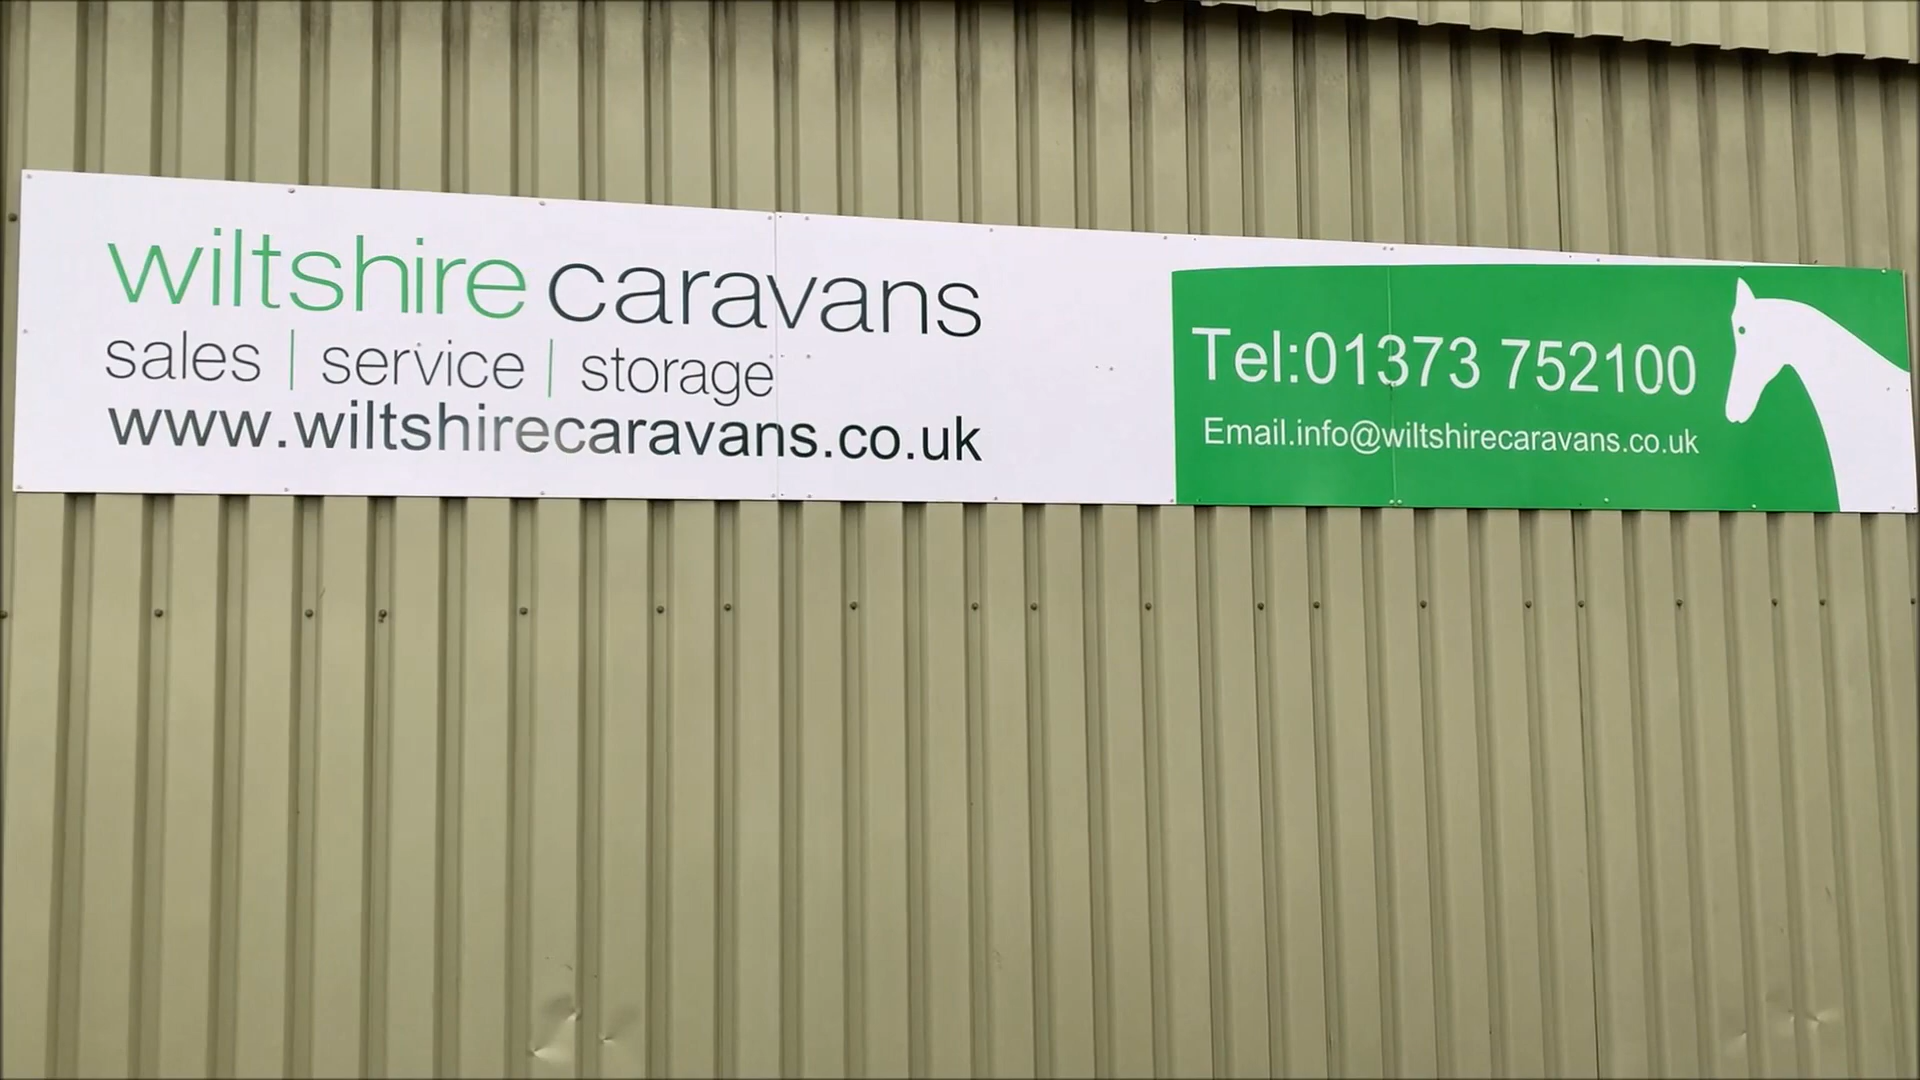 wiltshire caravans
sales | service | storage
www.wiltshirecaravans.co.uk
Tel:01373 752100
Email.info@wiltshirecaravans.co.uk